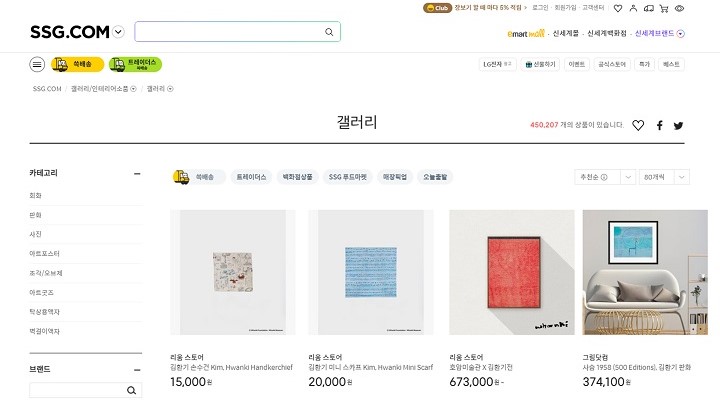 Club 장보기 할 때 마다 5% 적립 >
로그인 회원가입 고객센터
SSG.COM
emart mall 신세계몰 신세계백화점 신세계브랜드
쓱배송 트레이더스
LG전자 선물하기 이벤트 공식스토어 특가 베스트
SSG.COM / 갤러리/인테리어소품 / 갤러리
갤러리
450,207 개의 상품이 있습니다.
카테고리
쓱배송 트레이더스 백화점상품 SSG 푸드마켓 매장픽업 오늘출발
추천순 80개씩
회화
판화
사진
아트포스터
조각/오브제
아트굿즈
탁상용액자
벽걸이액자
브랜드
리움 스토어
김환기 손수건 Kim, Hwanki Handkerchief
15,000원
리움 스토어
김환기 미니 스카프 Kim, Hwanki Mini Scarf
20,000원
whanki
리움 스토어
호암미술관 X 김환기전
673,000원~
그림닷컴
사슴 1958 (500 Editions), 김환기 판화
374,100원